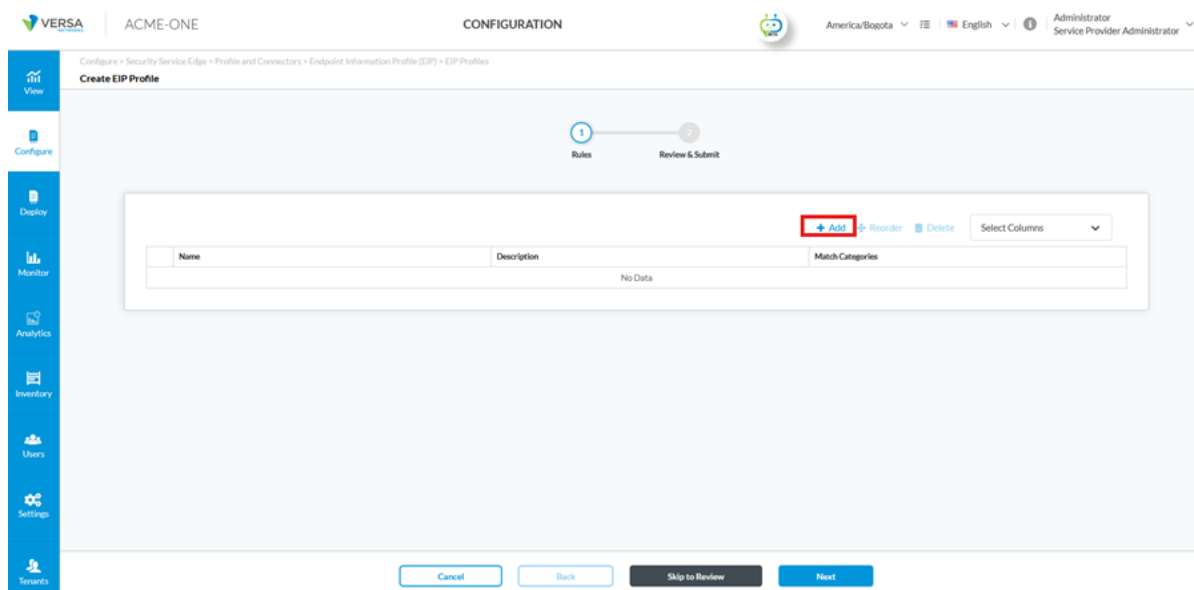 VERSA
NETWORKS
ACME-ONE
CONFIGURATION
America/Bogota
English
Administrator
Service Provider Administrator
Configure > Security Service Edge > Profile and Connectors > Endpoint Information Profile (EIP) > EIP Profiles
Create EIP Profile
View
Configure
Deploy
Monitor
Analytics
Inventory
Users
Settings
Tenants
1
2
Rules
Review & Submit
+ Add
Reorder
Delete
Select Columns
Name
Description
Match Categories
No Data
Cancel
Back
Skip to Review
Next